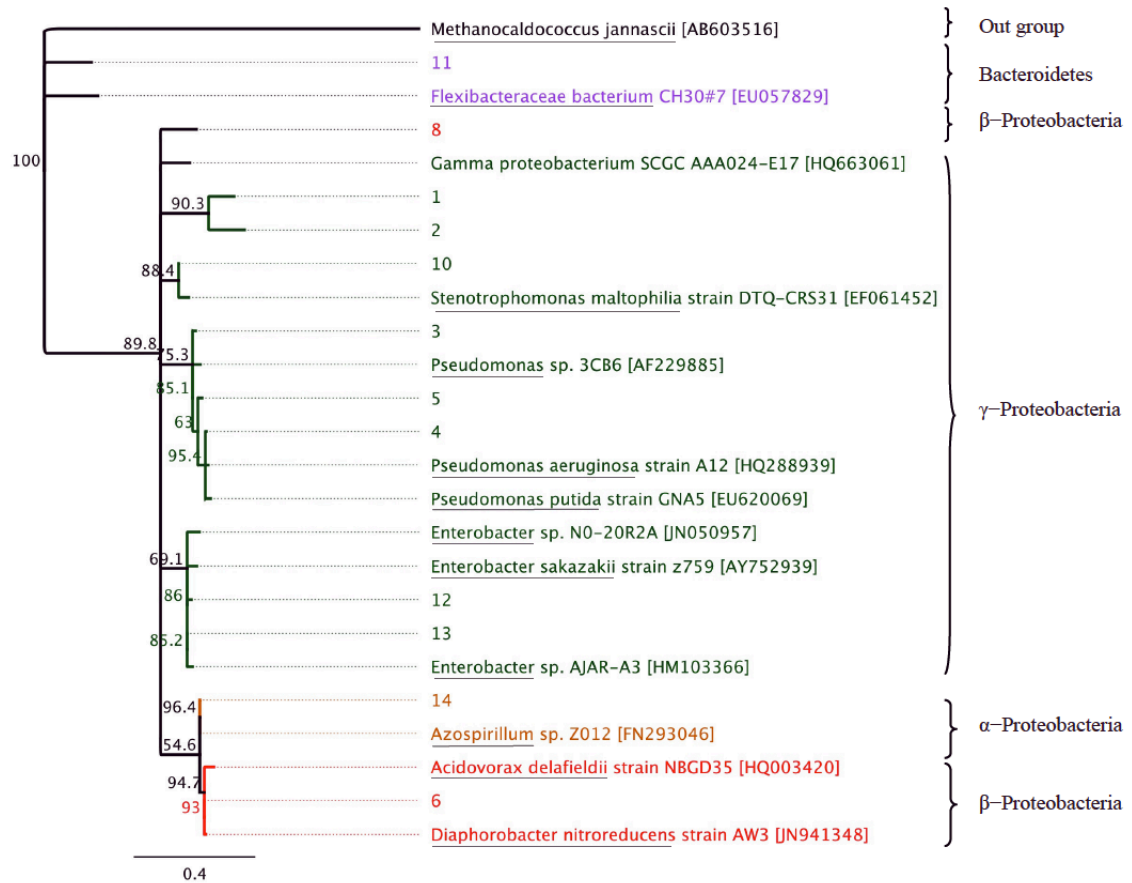 Methanocaldococcus jannascii [AB603516]
Out group
11
Bacteroidetes
Flexibacteraceae bacterium CH30#7 [EU057829]
8
β−Proteobacteria
100
Gamma proteobacterium SCGC AAA024−E17 [HQ663061]
90.3
1
2
88.4
10
Stenotrophomonas maltophilia strain DTQ−CRS31 [EF061452]
89.8
3
75.3
Pseudomonas sp. 3CB6 [AF229885]
85.1
5
γ−Proteobacteria
63
4
95.4
Pseudomonas aeruginosa strain A12 [HQ288939]
Pseudomonas putida strain GNA5 [EU620069]
Enterobacter sp. N0−20R2A [JN050957]
69.1
Enterobacter sakazakii strain z759 [AY752939]
86
12
85.2
13
Enterobacter sp. AJAR−A3 [HM103366]
96.4
14
α−Proteobacteria
54.6
Azospirillum sp. Z012 [FN293046]
94.7
Acidovorax delafieldii strain NBGD35 [HQ003420]
93
6
β−Proteobacteria
Diaphorobacter nitroreducens strain AW3 [JN941348]
0.4